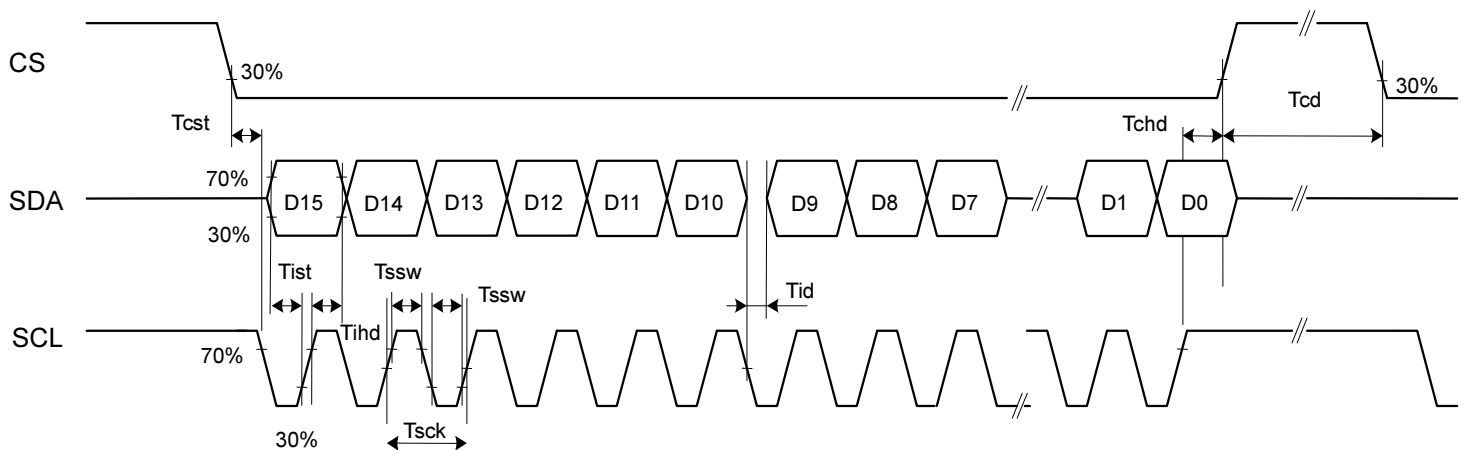 CS
30%
30%
Tcst
Tchd
Tcd
SDA
70%
30%
D15
D14
D13
D12
D11
D10
D9
D8
D7
D1
D0
Tist
Tssw
Tssw
Tid
Tihd
SCL
70%
30%
Tsck